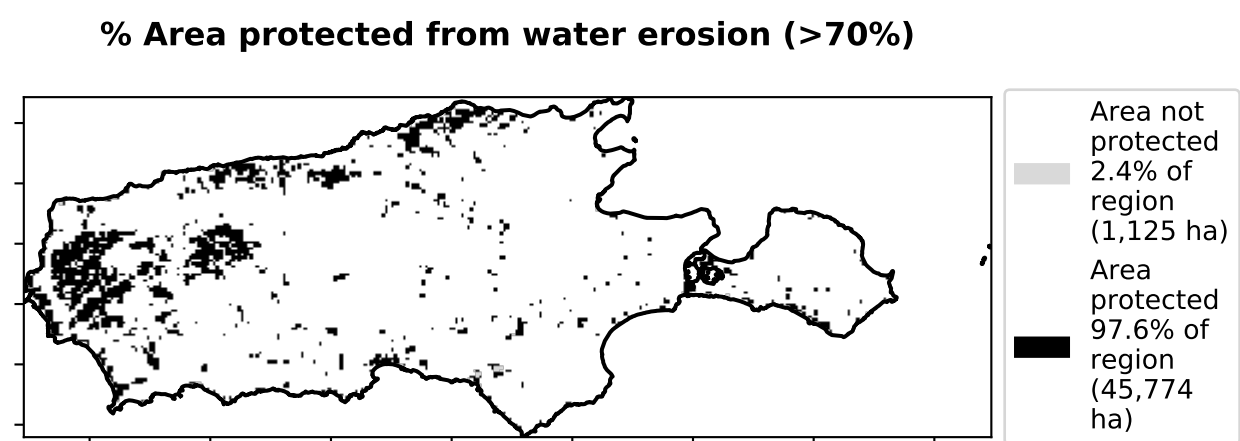 % Area protected from water erosion (>70%)
Area not
protected
2.4% of
region
(1,125 ha)
Area
protected
97.6% of
region
(45,774
ha)